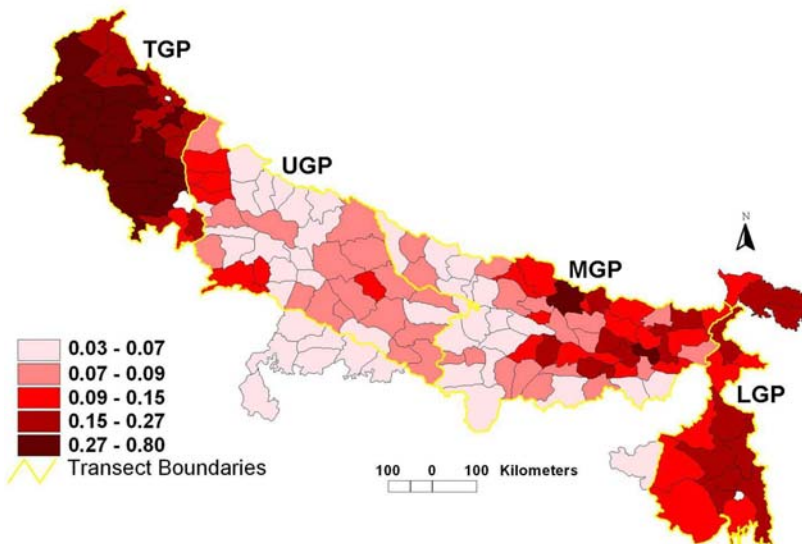 TGP
UGP
N
MGP
LGP
0.03 - 0.07
0.07 - 0.09
0.09 - 0.15
0.15 - 0.27
0.27 - 0.80
Transect Boundaries
100 0 100 Kilometers